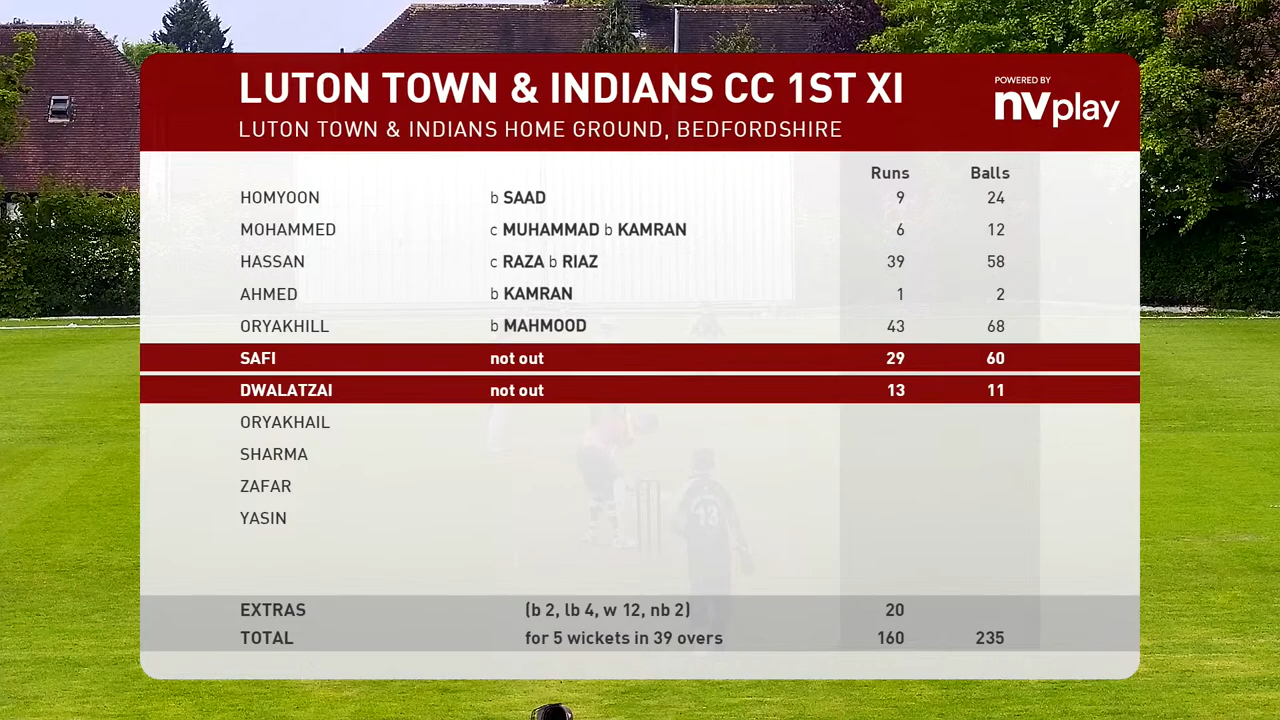 LUTON TOWN & INDIANS CC 1ST XI
LUTON TOWN & INDIANS HOME GROUND, BEDFORDSHIRE
POWERED BY
nvplay
Runs Balls
HOMYOON b SAAD 9 24
MOHAMMED c MUHAMMAD b KAMRAN 6 12
HASSAN c RAZA b RIAZ 39 58
AHMED b KAMRAN 1 2
ORYAKHILL b MAHMOOD 43 68
SAFI not out 29 60
DWALATZAI not out 13 11
ORYAKHAIL
SHARMA
ZAFAR
YASIN
13
EXTRAS (b 2, lb 4, w 12, nb 2) 20
TOTAL for 5 wickets in 39 overs 160 235